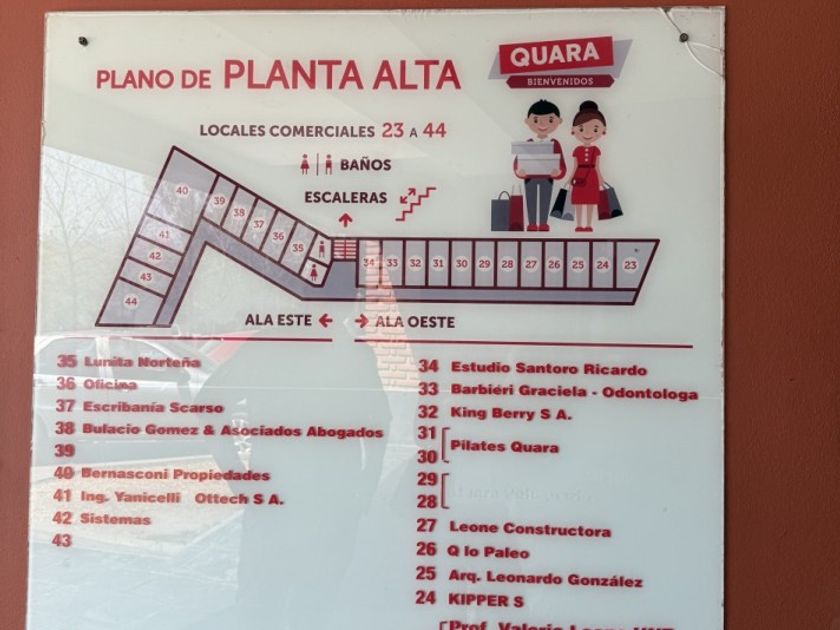 PLANO DE PLANTA ALTA
QUARA
BIENVENIDOS
LOCALES COMERCIALES 23 A 44
BAÑOS
ESCALERAS
40
39
38
37
36
35
41
42
43
44
34 33 32 31 30 29 28 27 26 25 24 23
ALA ESTE
ALA OESTE
35 Lunita Norteña
36 Oficina
37 Escribanía Scarso
38 Bulacio Gomez & Asociados Abogados
39
40 Bernasconi Propiedades
41 Ing. Yanicelli Ottech S A.
42 Sistemas
43
34 Estudio Santoro Ricardo
33 Barbiéri Graciela - Odontologa
32 King Berry S A.
31
30 Pilates Quara
29
28
27 Leone Constructora
26 Q lo Paleo
25 Arq. Leonardo González
24 KIPPER S
Prof. Valerio